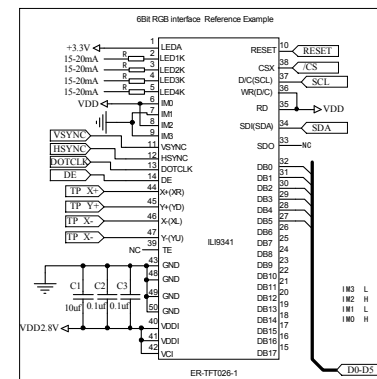 6Bit RGB interface Reference Example
+3.3V 1 LEDA
15-20mA R 2 LED1K
15-20mA R 3 LED2K
15-20mA R 4 LED3K
15-20mA R 5 LED4K
VDD 6 IM0
7 IM1
8 IM2
9 IM3
VSYNC 11 VSYNC
HSYNC 12 HSYNC
DOTCLK 13 DOTCLK
DE 14 DE
TP X+ 44 X+(XR)
TP Y+ 45 Y+(YD)
TP X- 46 X-(XL)
TP X- 47 Y-(YU)
NC 39 TE
43 GND
48 GND
49 GND
50 GND
C1 C2 C3
10uf 0.1uf 0.1uf
VDD2.8V 40 VDDI
41 VDDI
42 VCI
ILI9341
RESET 10 RESET
CSX 38 /CS
D/C(SCL) 37 SCL
WR(D/C) 36
RD 35 VDD
SDI(SDA) 34 SDA
SDO 33 NC
DB0 32
DB1 31
DB2 30
DB3 29
DB4 28
DB5 27
DB6 26
DB7 25
DB8 24
DB9 23
DB10 22
DB11 21
DB12 20
DB13 19
DB14 18
DB15 17
DB16 16
DB17 15
IM3 L
IM2 H
IM1 L
IM0 H
D0-D5
ER-TFT026-1